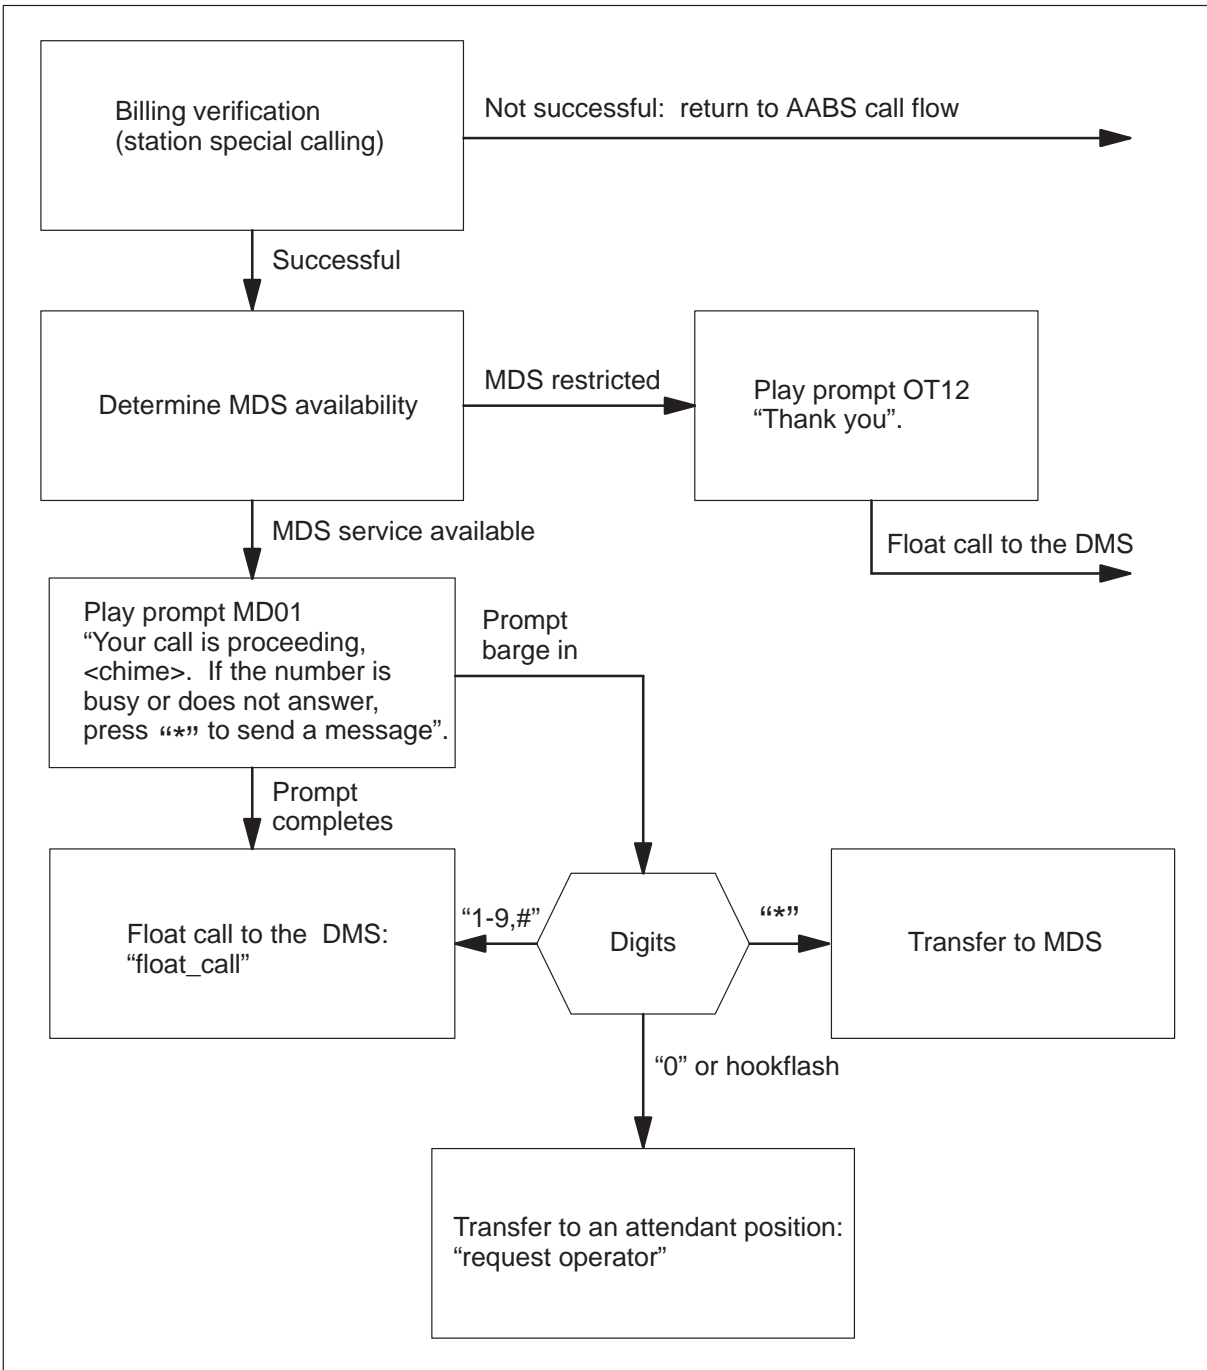 Billing verification
(station special calling)
Not successful:  return to AABS call flow
Successful
Determine MDS availability
MDS restricted
Play prompt OT12
“Thank you”.
MDS service available
Float call to the DMS
Play prompt MD01
“Your call is proceeding,
<chime>.  If the number is
busy or does not answer,
press “*” to send a message”.
Prompt
barge in
Prompt
completes
Float call to the  DMS:
“float_call”
“1-9,#”
Digits
“*”
Transfer to MDS
“0” or hookflash
Transfer to an attendant position:
“request operator”